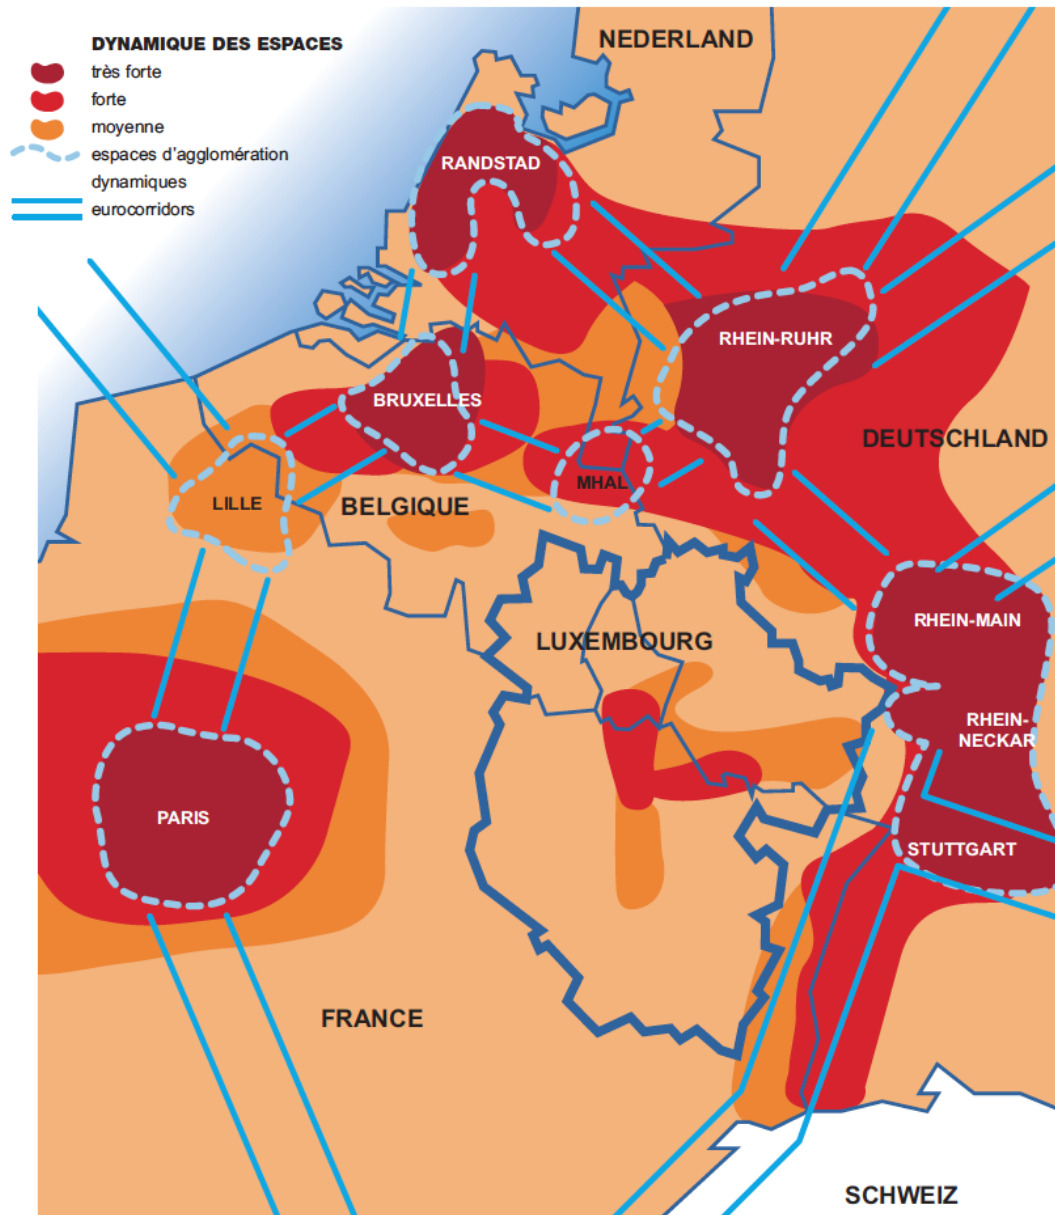 DYNAMIQUE DES ESPACES
très forte
forte
moyenne
espaces d'agglomération
dynamiques
eurocorridors
NEDERLAND
RANDSTAD
RHEIN-RUHR
BRUXELLES
DEUTSCHLAND
MHAL
LILLE
BELGIQUE
LUXEMBOURG
RHEIN-MAIN
RHEIN-
NECKAR
PARIS
STUTTGART
FRANCE
SCHWEIZ